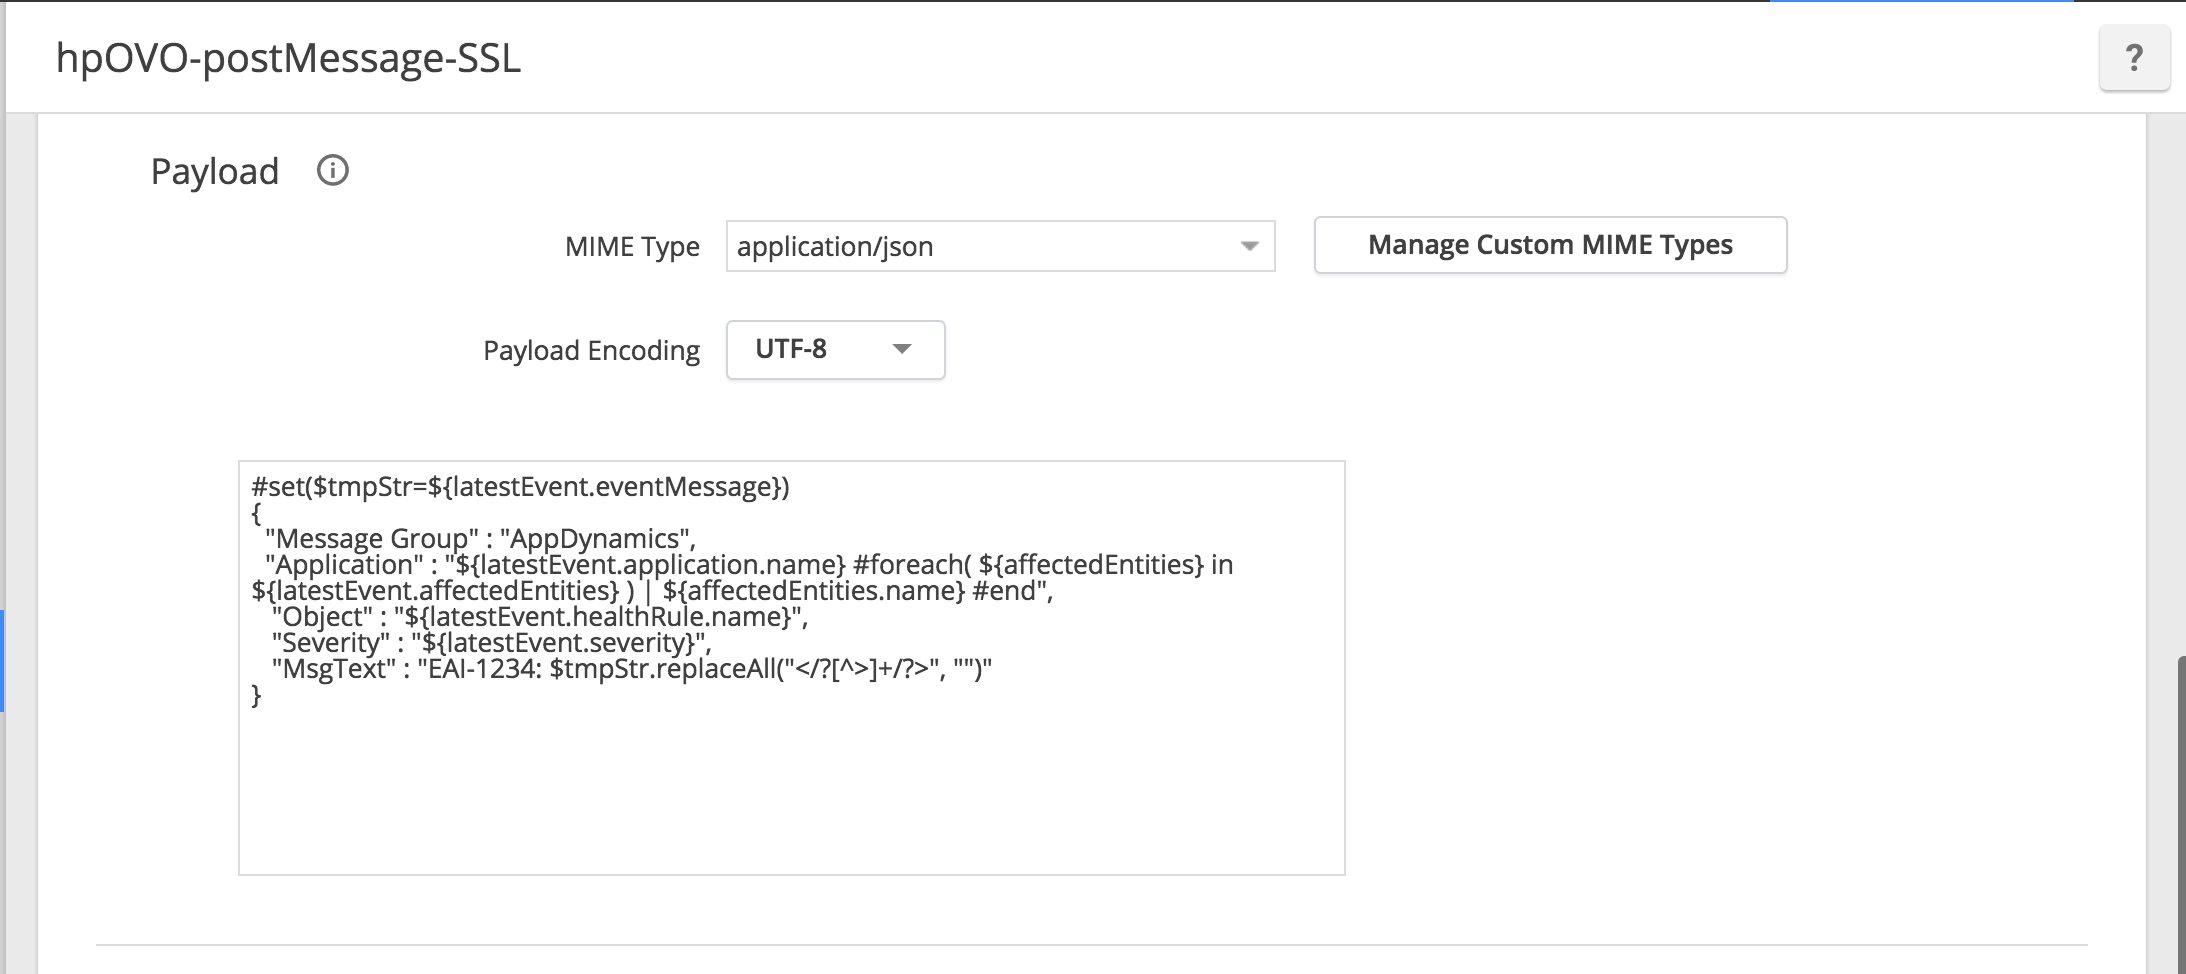 hpOVO-postMessage-SSL
?
Payload
MIME Type
application/json
Manage Custom MIME Types
Payload Encoding
UTF-8
#set($tmpStr=${latestEvent.eventMessage})
{
"Message Group" : "AppDynamics",
"Application" : "${latestEvent.application.name} #foreach( ${affectedEntities} in
${latestEvent.affectedEntities} ) | ${affectedEntities.name} #end",
"Object" : "${latestEvent.healthRule.name}",
"Severity" : "${latestEvent.severity}",
"MsgText" : "EAI-1234: $tmpStr.replaceAll("</?[^>]+/?>", "")"
}